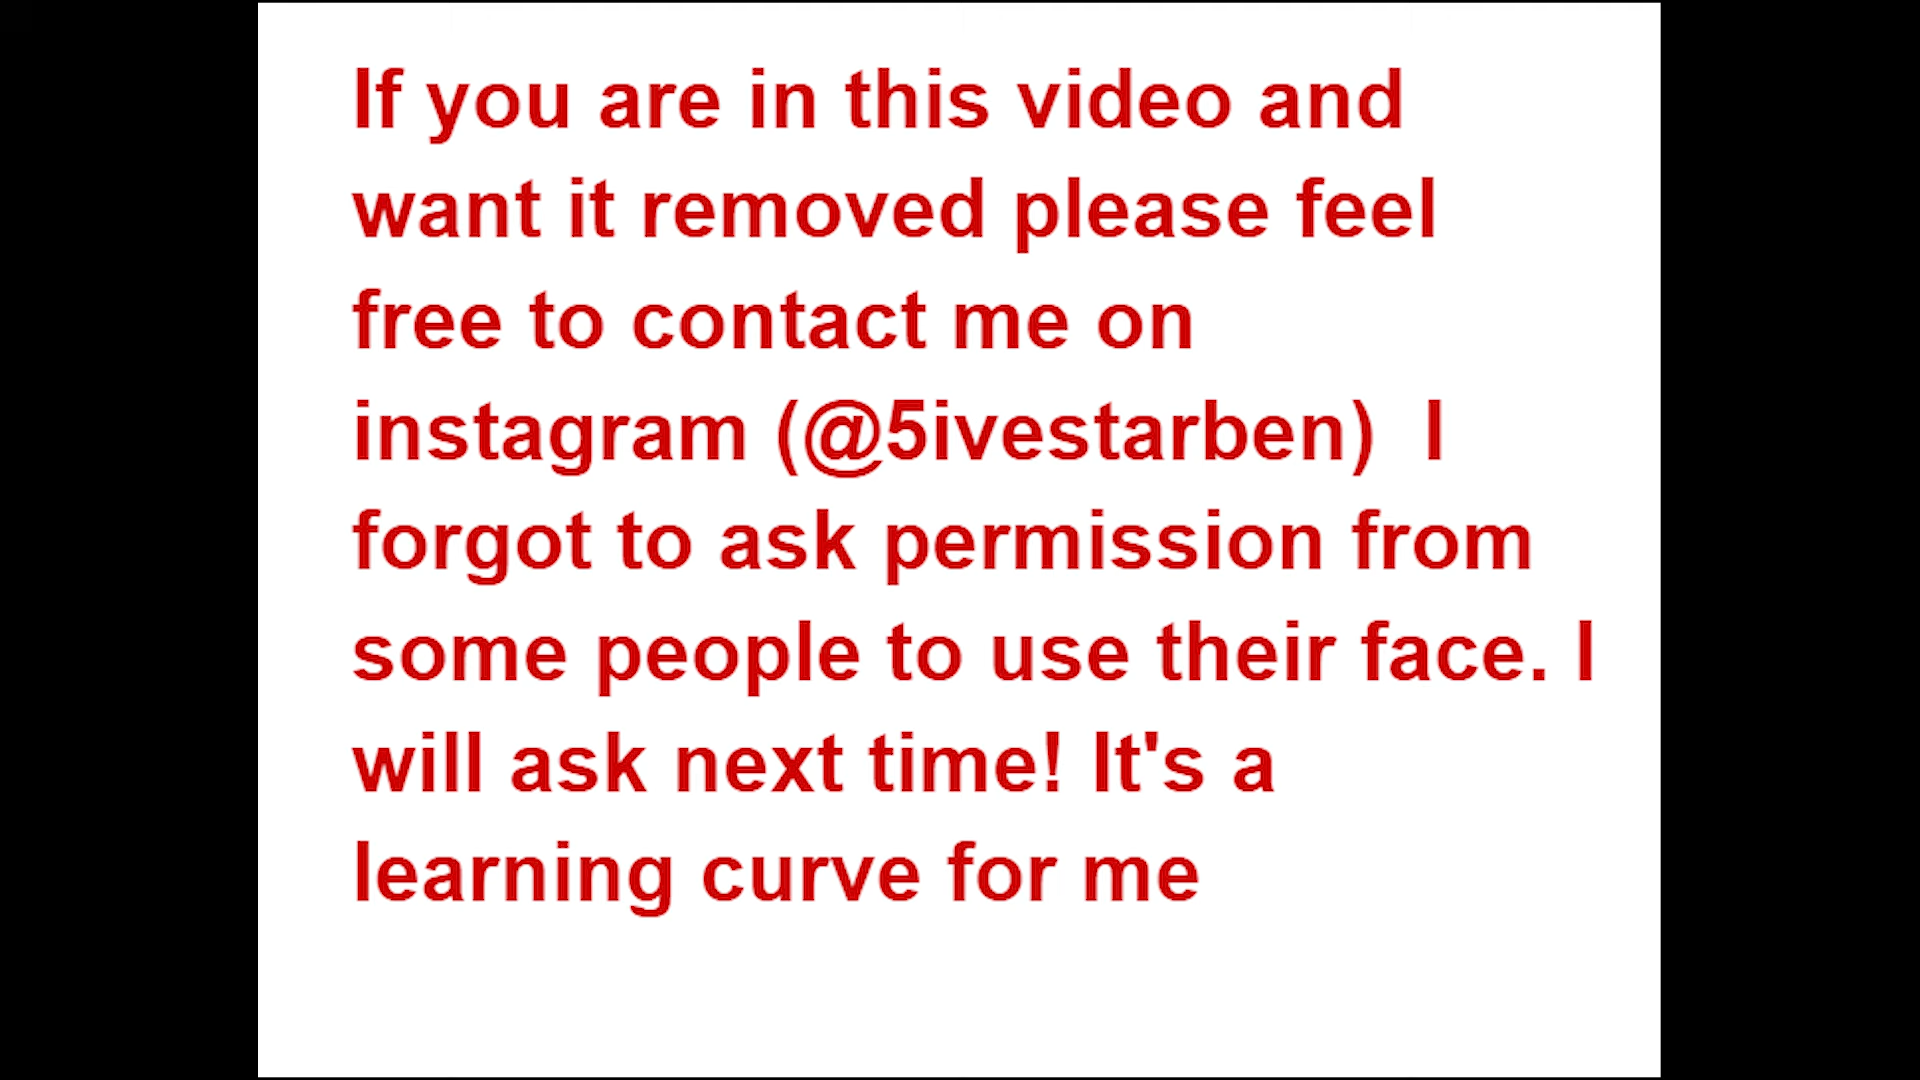 If you are in this video and
want it removed please feel
free to contact me on
instagram (@5ivestarben)  I
forgot to ask permission from
some people to use their face. I
will ask next time! It's a
learning curve for me